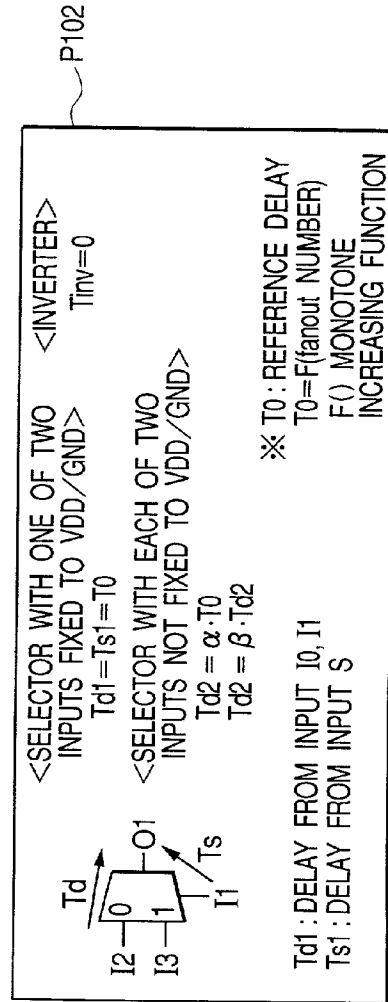 P102
<SELECTOR WITH ONE OF TWO
INPUTS FIXED TO VDD/GND>
Td1=Ts1=T0
<INVERTER>
Tinv=0
<SELECTOR WITH EACH OF TWO
INPUTS NOT FIXED TO VDD/GND>
Td2=α·T0
Td2=β·Td2
Td
I2
0
I3
1
O1
Ts
I1
Td1 : DELAY FROM INPUT I0, I1
Ts1 : DELAY FROM INPUT S
※ T0 : REFERENCE DELAY
T0=F(fanout NUMBER)
F() MONOTONE
INCREASING FUNCTION